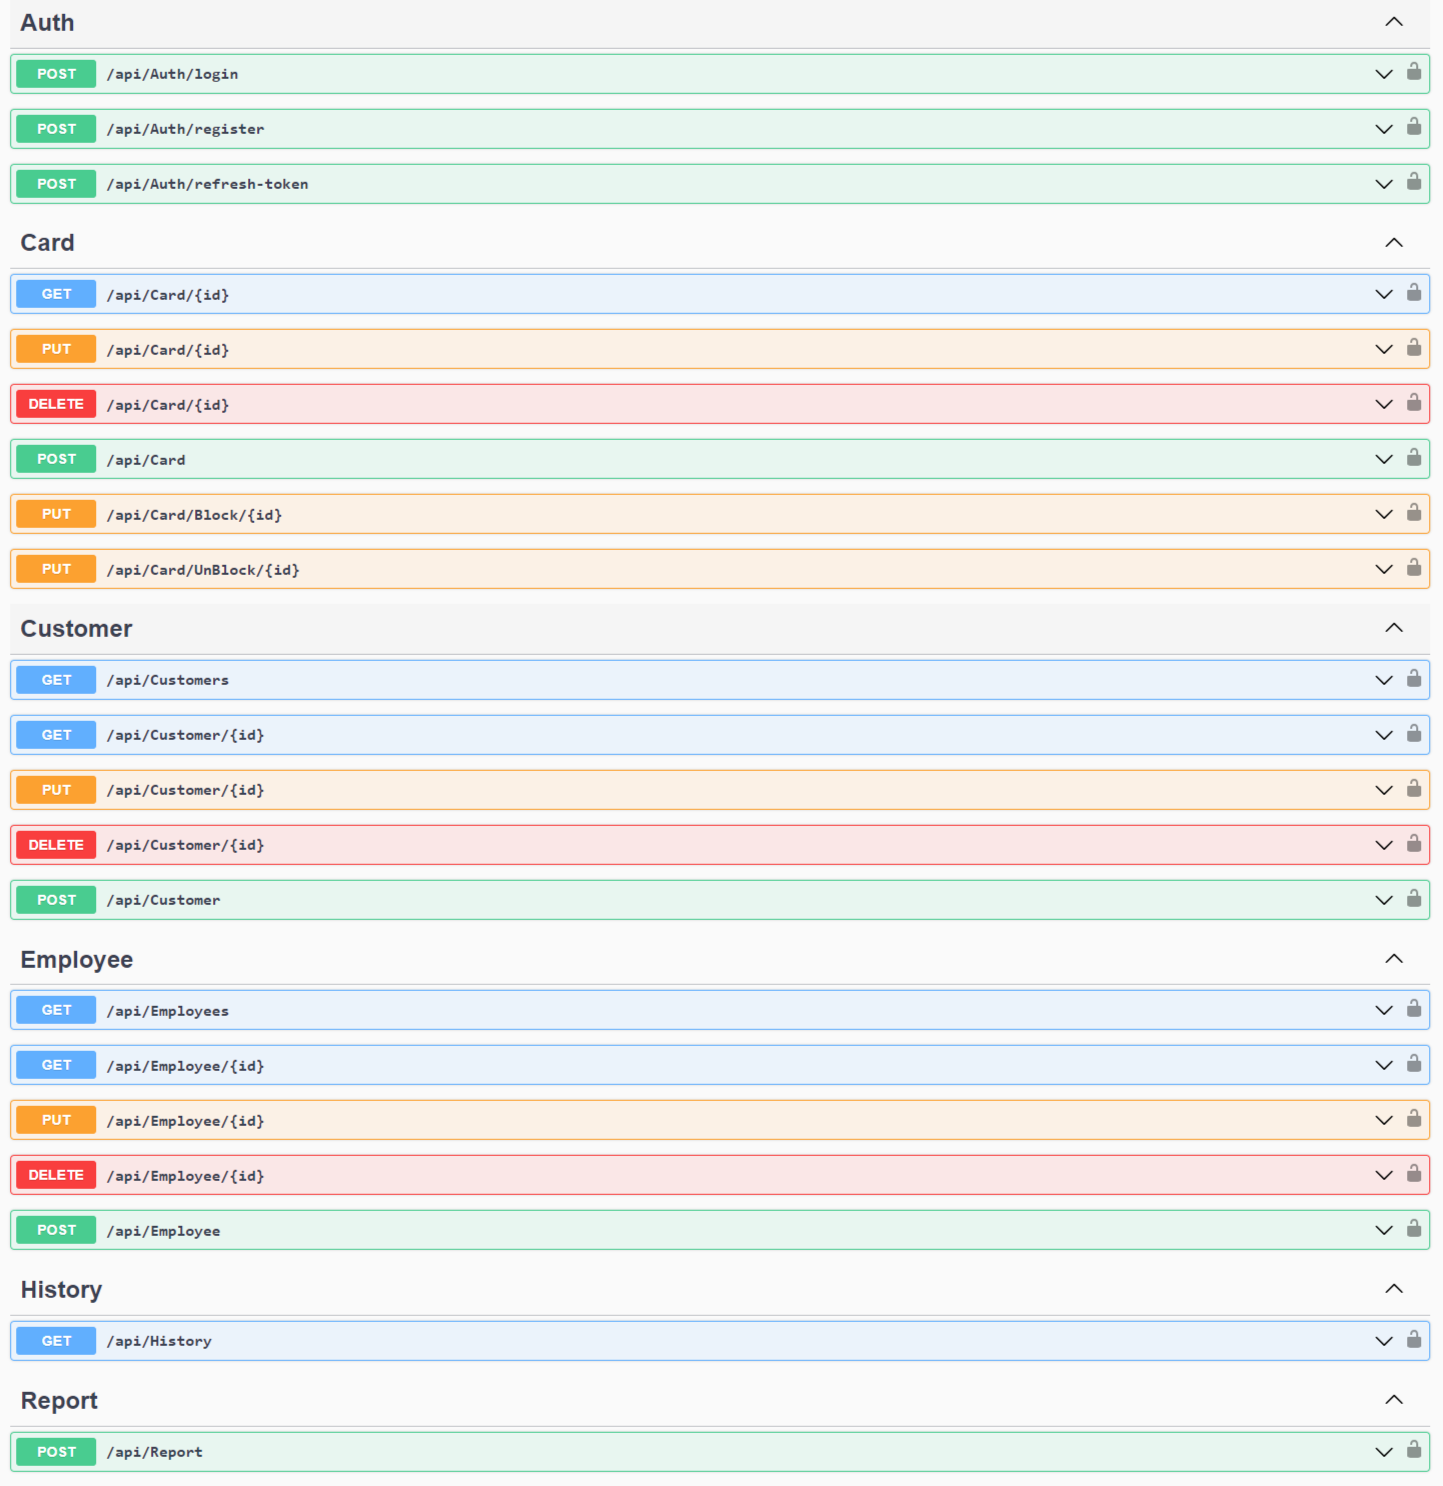 Auth
POST /api/Auth/login
POST /api/Auth/register
POST /api/Auth/refresh-token
Card
GET /api/Card/{id}
PUT /api/Card/{id}
DELETE /api/Card/{id}
POST /api/Card
PUT /api/Card/Block/{id}
PUT /api/Card/UnBlock/{id}
Customer
GET /api/Customers
GET /api/Customer/{id}
PUT /api/Customer/{id}
DELETE /api/Customer/{id}
POST /api/Customer
Employee
GET /api/Employees
GET /api/Employee/{id}
PUT /api/Employee/{id}
DELETE /api/Employee/{id}
POST /api/Employee
History
GET /api/History
Report
POST /api/Report